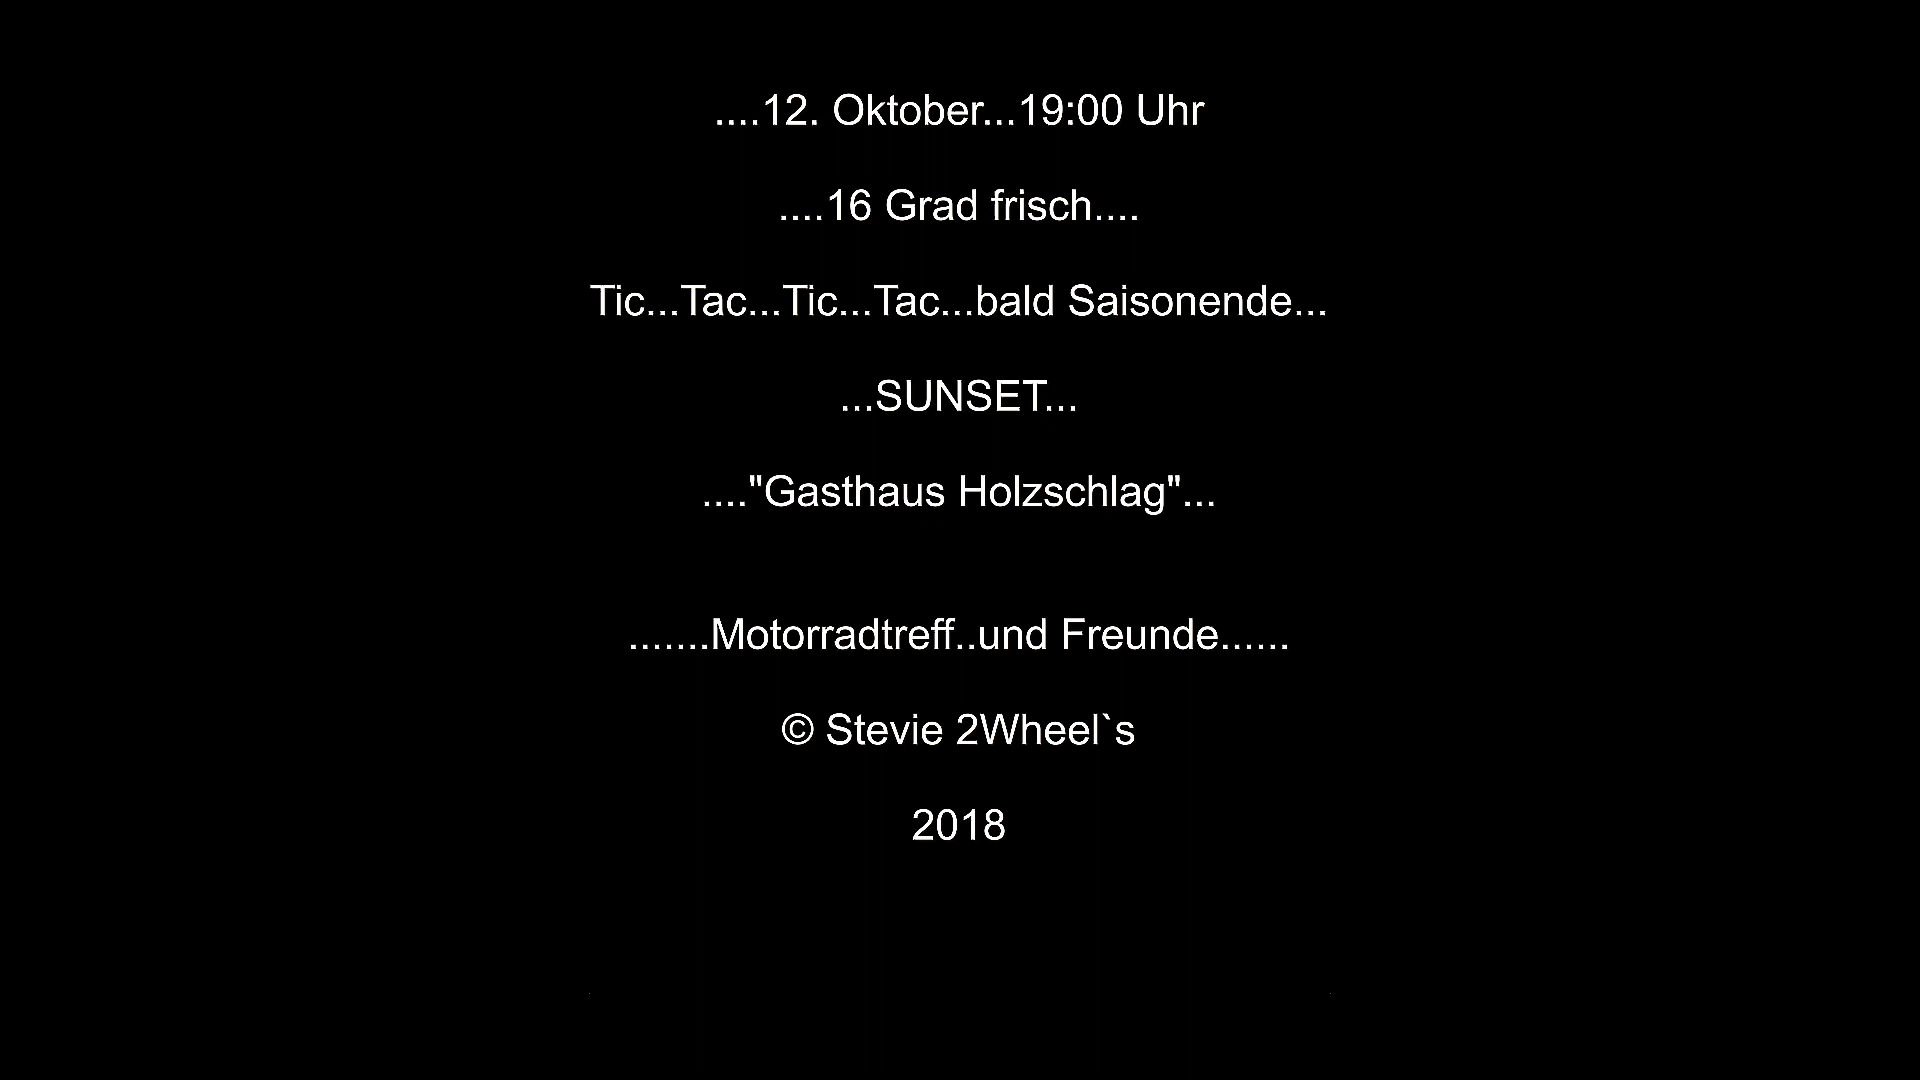 ....12. Oktober...19:00 Uhr
....16 Grad frisch....
Tic...Tac...Tic...Tac...bald Saisonende...
...SUNSET...
...."Gasthaus Holzschlag"...
.......Motorradtreff..und Freunde......
© Stevie 2Wheel`s
2018